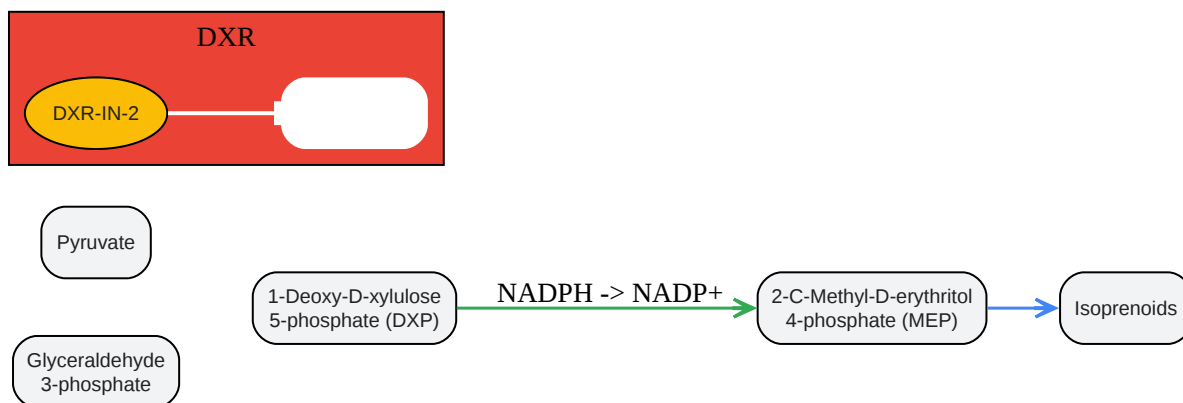 DXR
DXR-IN-2
Pyruvate
1-Deoxy-D-xylulose
5-phosphate (DXP)
NADPH -> NADP+
2-C-Methyl-D-erythritol
4-phosphate (MEP)
Isoprenoids
Glyceraldehyde
3-phosphate